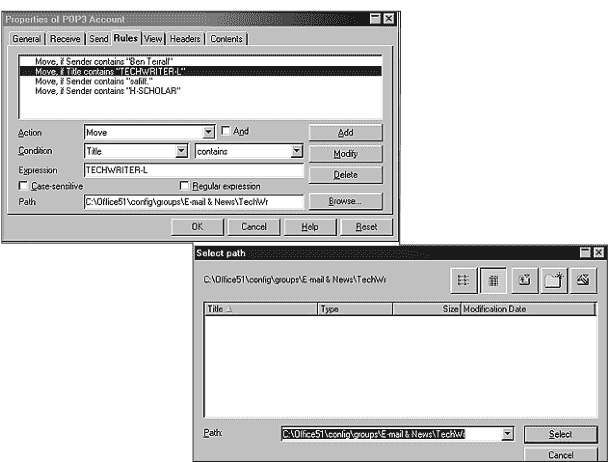 Properties of POP3 Account
General Receive Send Rules View Headers Contents
Move, if Sender contains "Ben Terrall"
Move, if Title contains "TECHWRITER-L"
Move, if Sender contains "safill."
Move, if Sender contains "H-SCHOLAR"
Action Move And Add
Condition Title contains Modify
Expression TECHWRITER-L Delete
Case-sensitive Regular expression
Path C:\Office51\config\groups\E-mail & News\TechWr Browse...
OK Cancel Help Reset
Select path
C:\Office51\config\groups\E-mail & News\TechWr
Title Type Size Modification Date
Path: C:\Office51\config\groups\E-mail & News\TechWr Select
Cancel